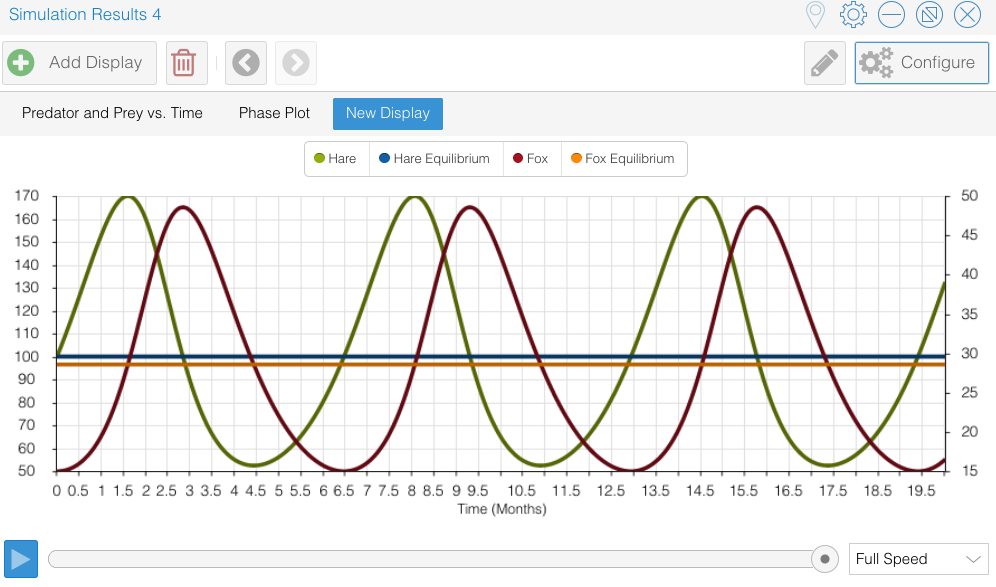 Simulation Results 4
Add Display
Configure
Predator and Prey vs. Time Phase Plot New Display
Hare Hare Equilibrium Fox Fox Equilibrium
170 50
160
150 45
140 40
130
120 35
110
100 30
90
80 25
70 20
60
50 15
0 0.5 1 1.5 2 2.5 3 3.5 4 4.5 5 5.5 6 6.5 7 7.5 8 8.5 9 9.5 10.5 11.5 12.5 13.5 14.5 15.5 16.5 17.5 18.5 19.5
Time (Months)
Full Speed